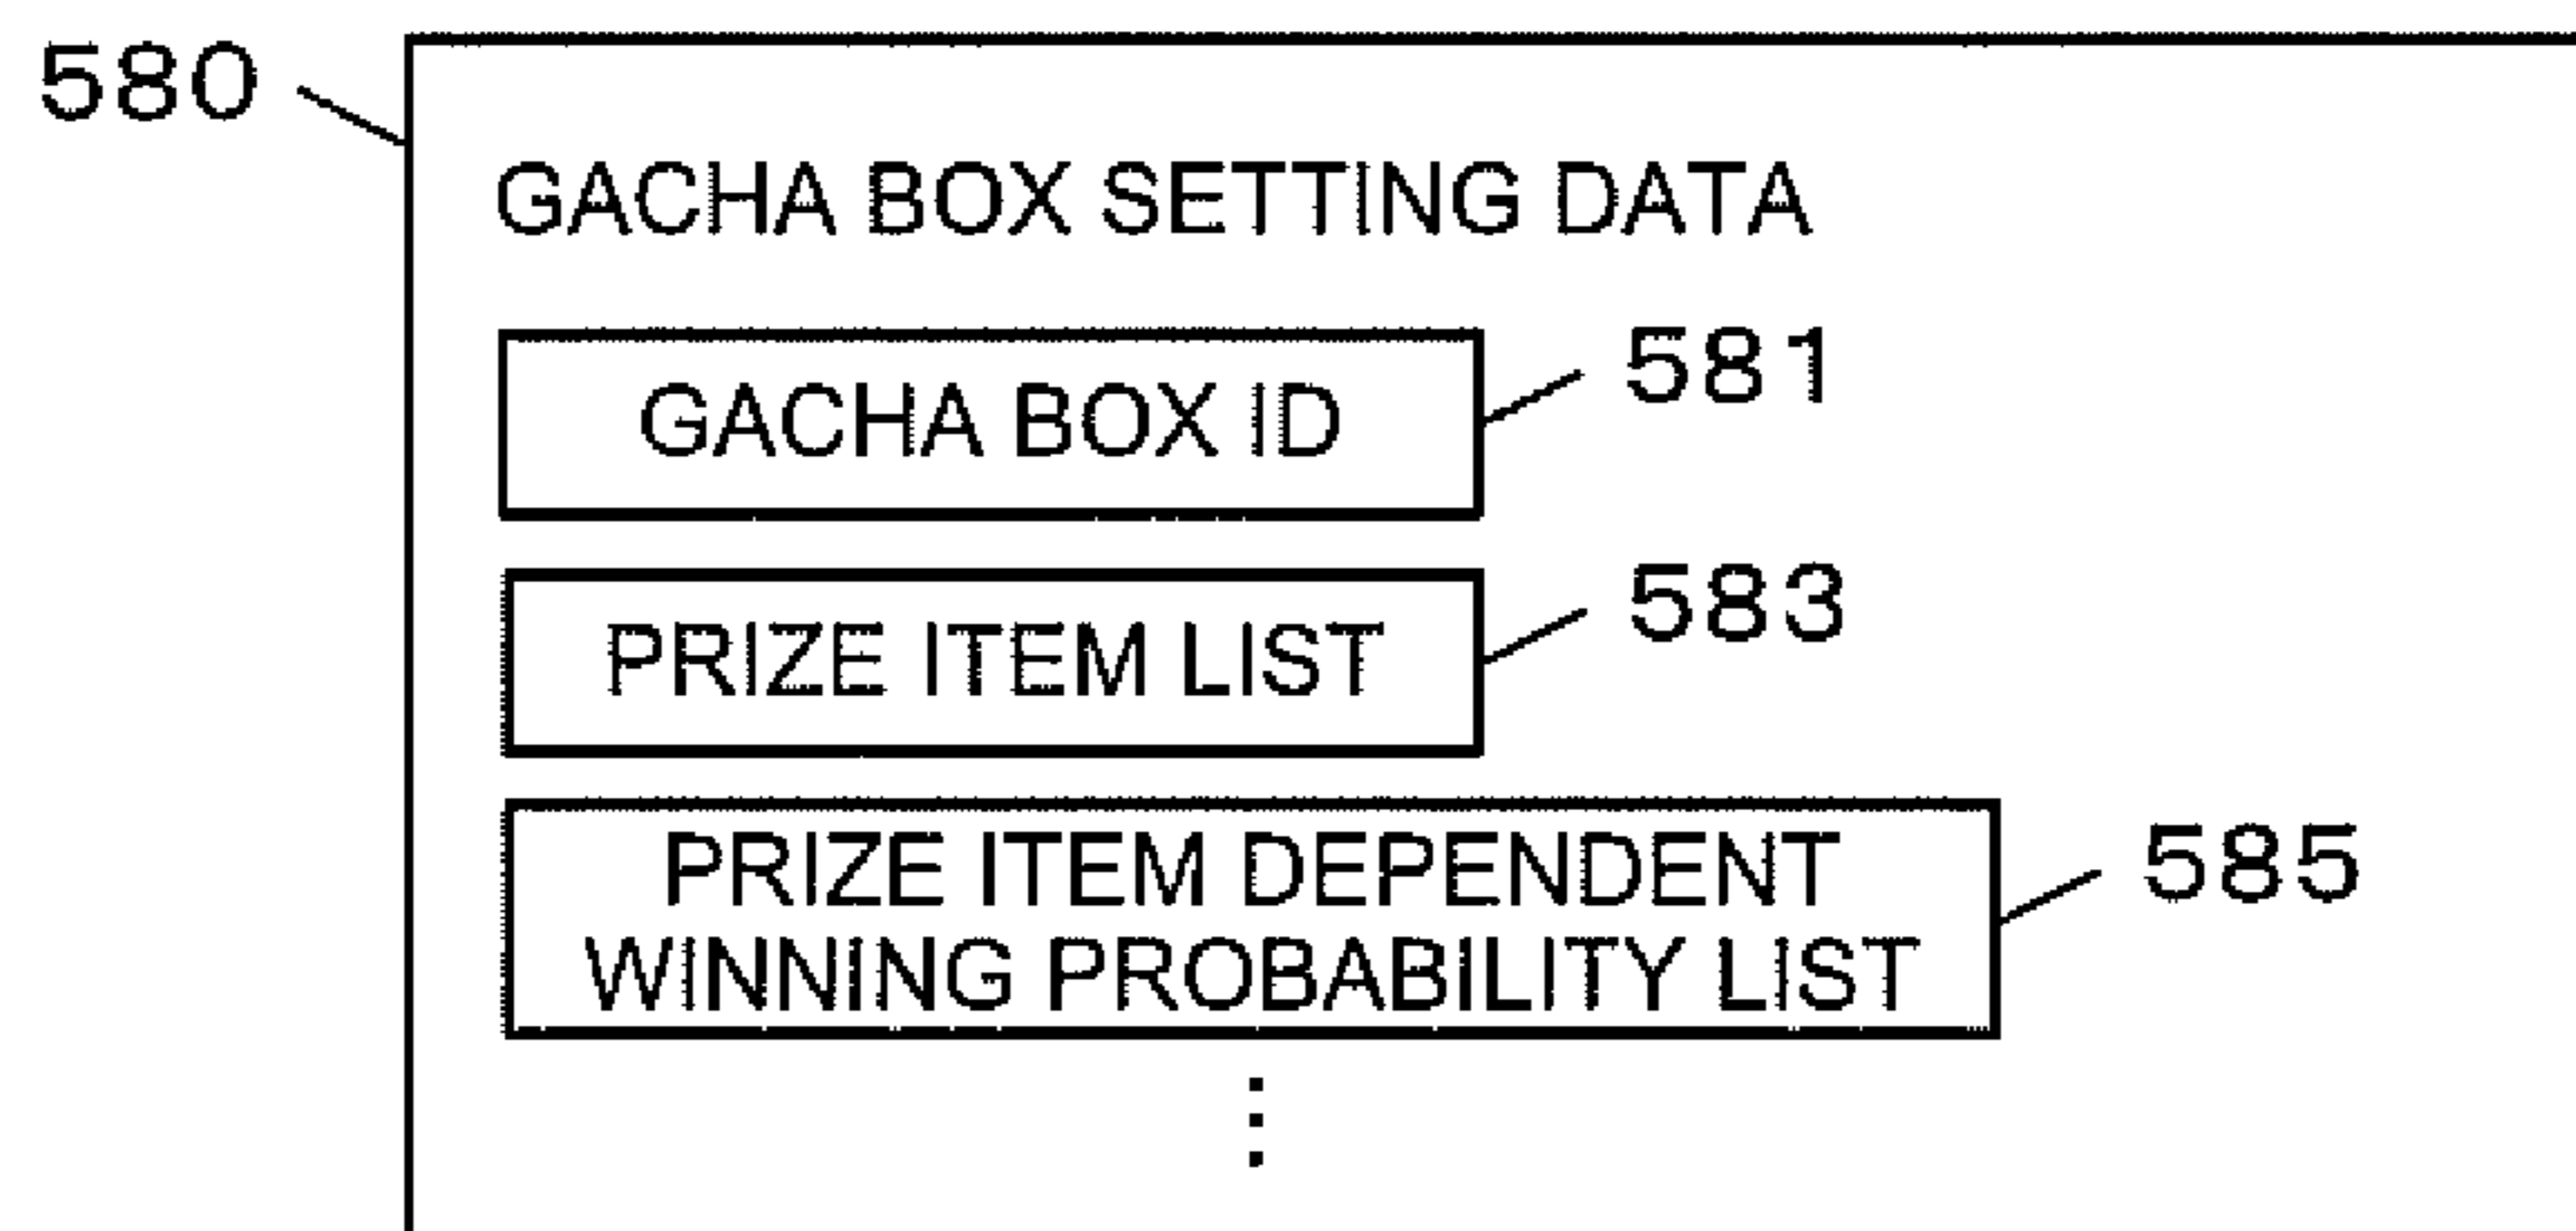 580
GACHA BOX SETTING DATA
GACHA BOX ID
581
PRIZE ITEM LIST
583
PRIZE ITEM DEPENDENT
WINNING PROBABILITY LIST
585